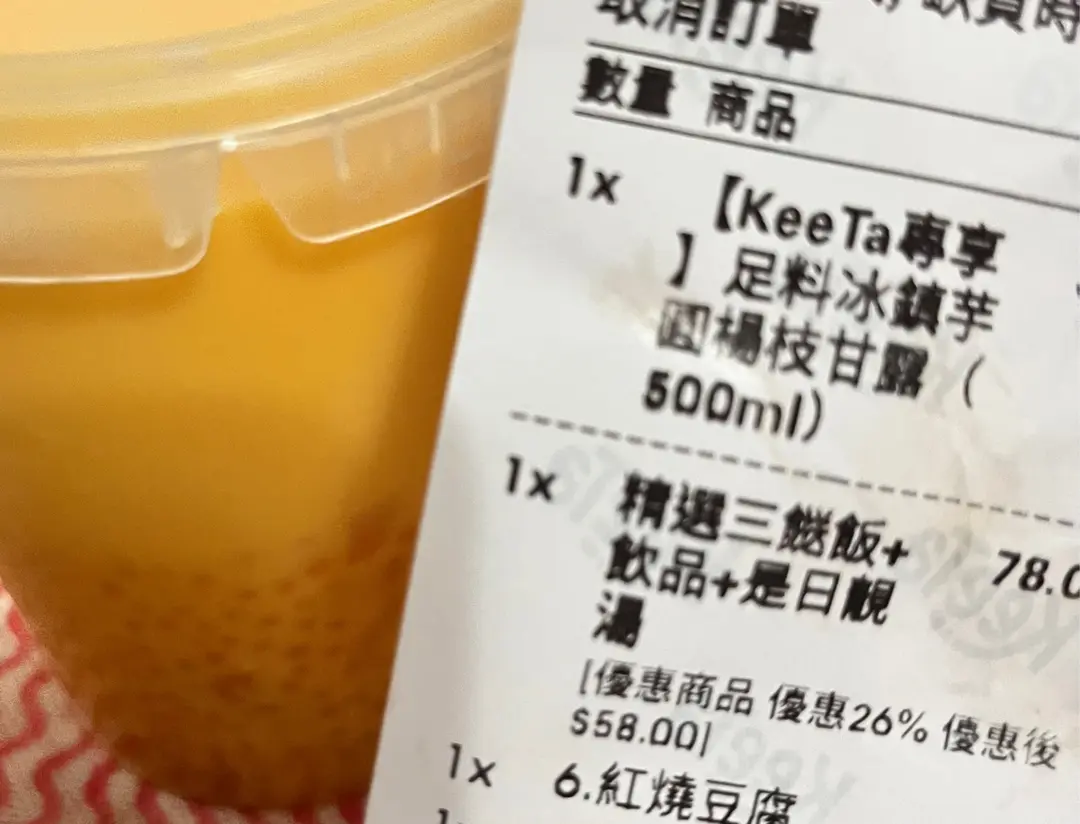 取消訂單
數量 商品
1x 【KeeTa專享
】足料冰鎮芋
圓楊枝甘露（
500ml）
1x 精選三餸飯+ 78.0
飲品+是日靚
湯
[優惠商品 優惠26% 優惠後
$58.00]
1x 6.紅燒豆腐